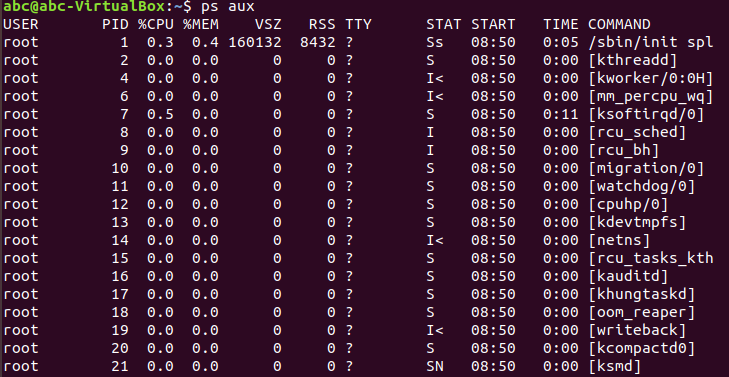 abc@abc-VirtualBox:~$ ps aux
USER PID %CPU %MEM VSZ RSS TTY STAT START TIME COMMAND
root 1 0.3 0.4 160132 8432 ? Ss 08:50 0:05 /sbin/init spl
root 2 0.0 0.0 0 0 ? S 08:50 0:00 [kthreadd]
root 4 0.0 0.0 0 0 ? I< 08:50 0:00 [kworker/0:0H]
root 6 0.0 0.0 0 0 ? I< 08:50 0:00 [mm_percpu_wq]
root 7 0.5 0.0 0 0 ? S 08:50 0:11 [ksoftirqd/0]
root 8 0.0 0.0 0 0 ? I 08:50 0:00 [rcu_sched]
root 9 0.0 0.0 0 0 ? I 08:50 0:00 [rcu_bh]
root 10 0.0 0.0 0 0 ? S 08:50 0:00 [migration/0]
root 11 0.0 0.0 0 0 ? S 08:50 0:00 [watchdog/0]
root 12 0.0 0.0 0 0 ? S 08:50 0:00 [cpuhp/0]
root 13 0.0 0.0 0 0 ? S 08:50 0:00 [kdevtmpfs]
root 14 0.0 0.0 0 0 ? I< 08:50 0:00 [netns]
root 15 0.0 0.0 0 0 ? S 08:50 0:00 [rcu_tasks_kth
root 16 0.0 0.0 0 0 ? S 08:50 0:00 [kauditd]
root 17 0.0 0.0 0 0 ? S 08:50 0:00 [khungtaskd]
root 18 0.0 0.0 0 0 ? S 08:50 0:00 [oom_reaper]
root 19 0.0 0.0 0 0 ? I< 08:50 0:00 [writeback]
root 20 0.0 0.0 0 0 ? S 08:50 0:00 [kcompactd0]
root 21 0.0 0.0 0 0 ? SN 08:50 0:00 [ksmd]